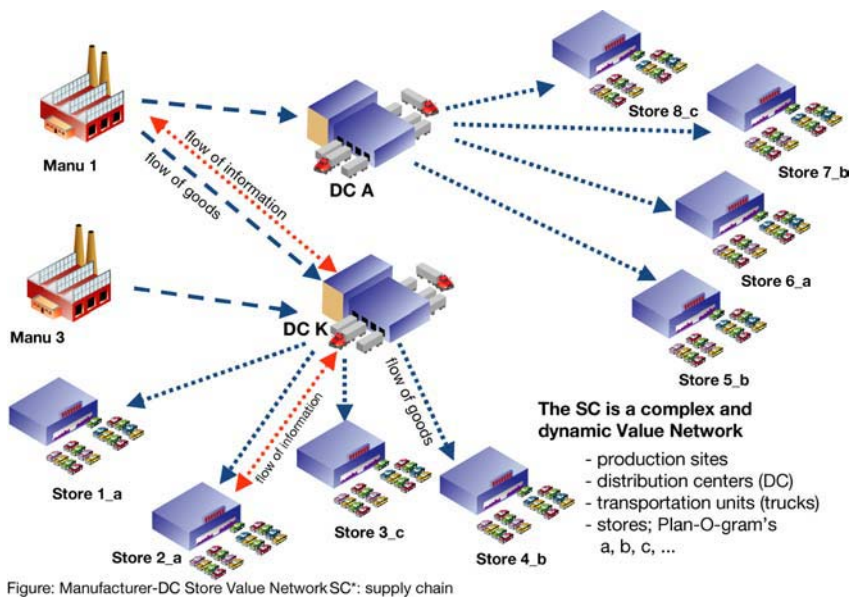 Store 8_c
Manu 1
flow of information
flow of goods
DC A
Store 7_b
Store 6_a
Manu 3
DC K
Store 5_b
flow of goods
flow of information
The SC is a complex and
dynamic Value Network
- production sites
- distribution centers (DC)
- transportation units (trucks)
- stores; Plan-O-gram's
a, b, c, ...
Store 1_a
Store 2_a
Store 3_c
Store 4_b
Figure: Manufacturer-DC Store Value Network SC*: supply chain